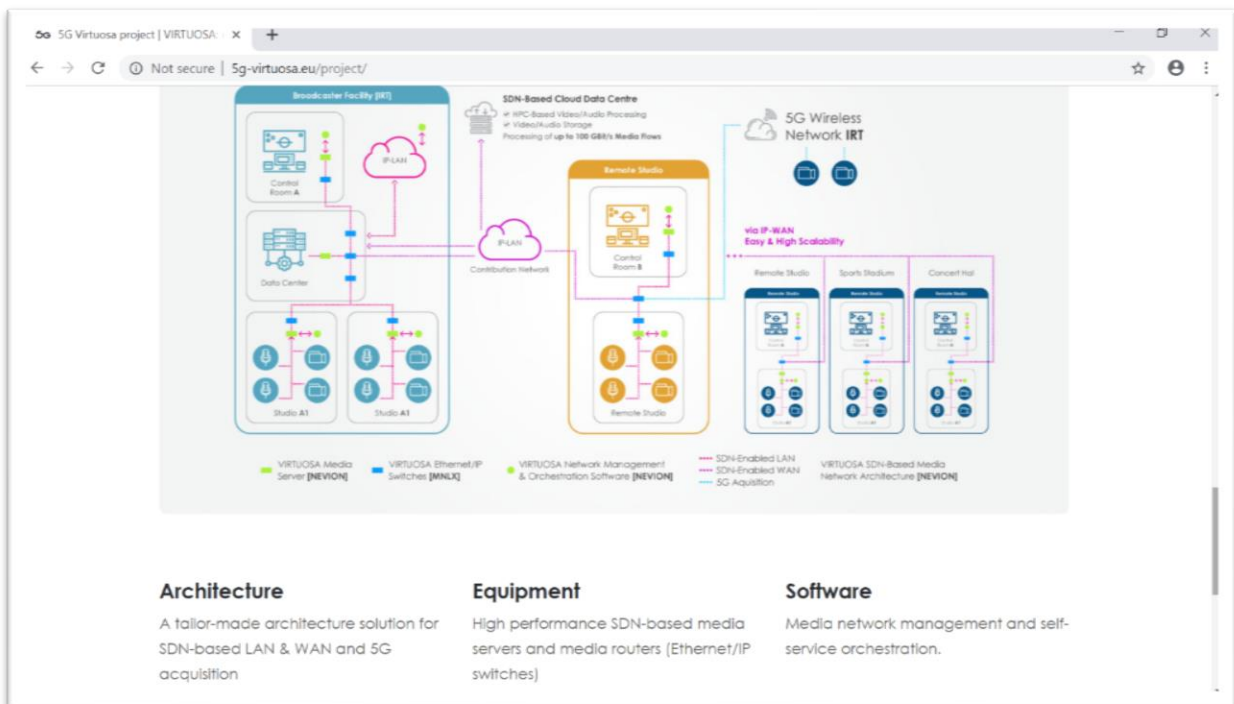 5G 5G Virtuosa project | VIRTUOSA:
Not secure | 5g-virtuosa.eu/project/
Broadcaster Facility [IRT]
Control
Room A
IP-LAN
Data Center
Studio A1
Studio A1
SDN-Based Cloud Data Centre
HPC-Based Video/Audio Processing
Video/Audio Storage
Processing of up to 100 GBit/s Media Flows
IP-LAN
Contribution Network
Remote Studio
Control
Room B
Remote Studio
5G Wireless
Network IRT
via IP-WAN
Easy & High Scalability
Remote Studio
Sports Stadium
Concert Hal
Remote Studio
Remote Studio
Remote Studio
VIRTUOSA Media
Server [NEVION]
VIRTUOSA Ethernet/IP
Switches [MNLX]
VIRTUOSA Network Management
& Orchestration Software [NEVION]
SDN-Enabled LAN
SDN-Enabled WAN
5G Aquisition
VIRTUOSA SDN-Based Media
Network Architecture [NEVION]
Architecture
A tailor-made architecture solution for
SDN-based LAN & WAN and 5G
acquisition
Equipment
High performance SDN-based media
servers and media routers (Ethernet/IP
switches)
Software
Media network management and self-
service orchestration.